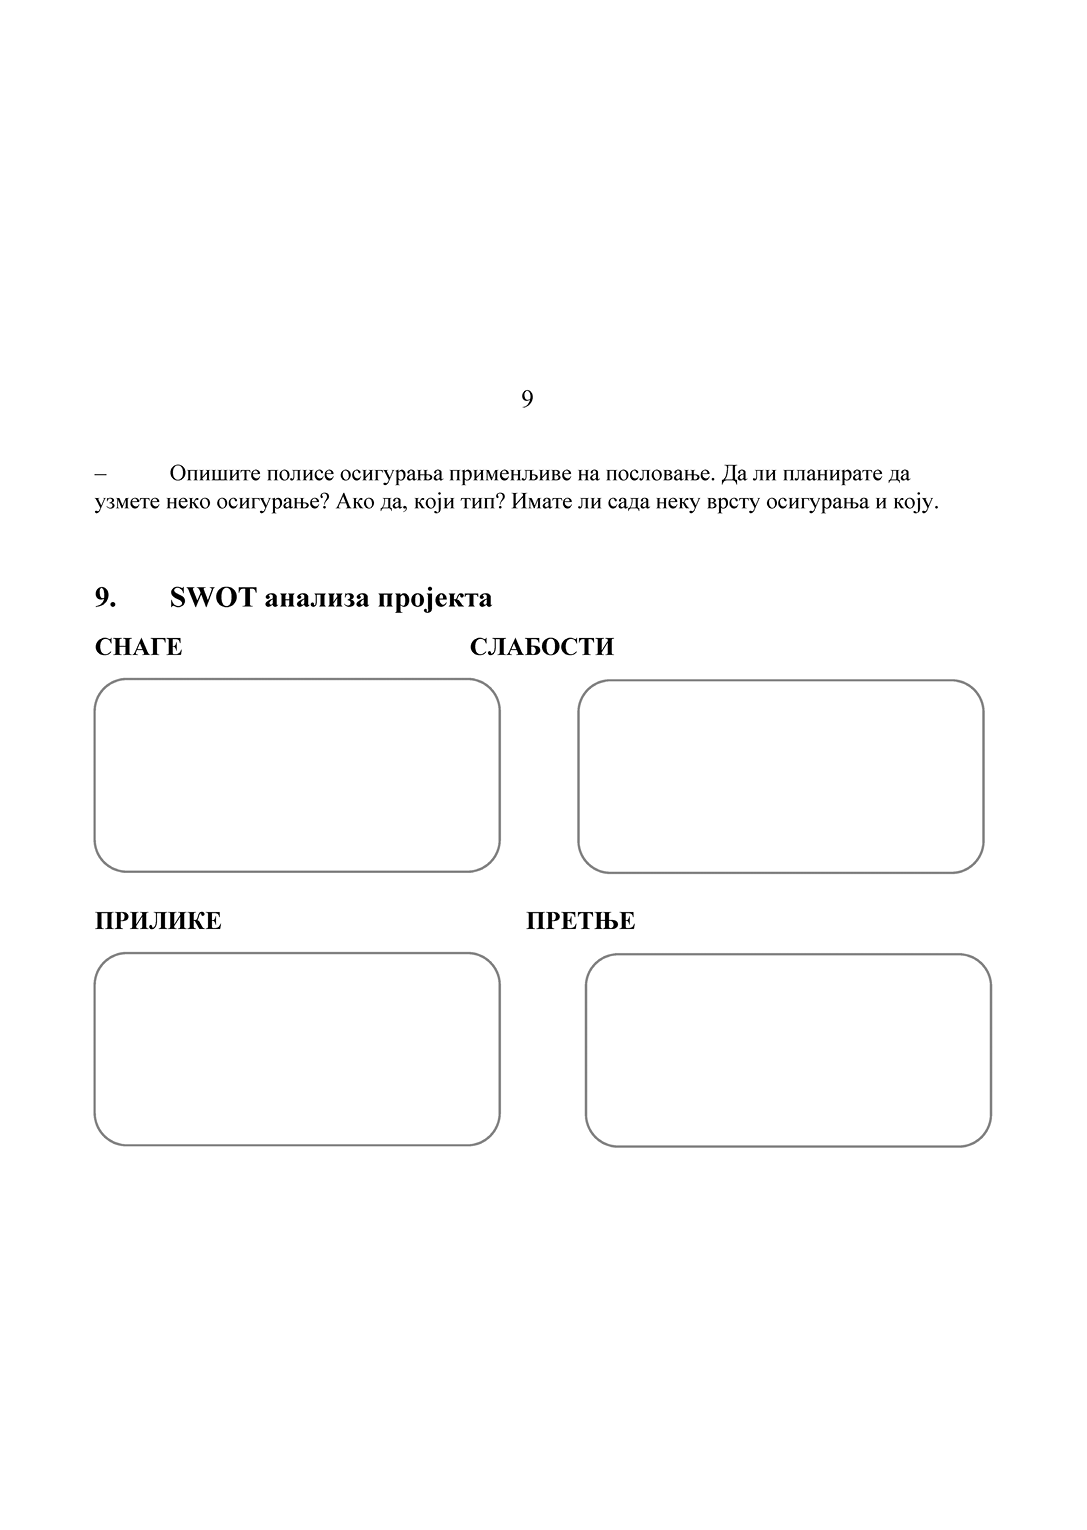 9
– Опишите полисе осигурања применљиве на пословање. Да ли планирате да
узмете неко осигурање? Ако да, који тип? Имате ли сада неку врсту осигурања и коју.
9. SWOT анализа пројекта
СНАГЕ СЛАБОСТИ
ПРИЛИКЕ ПРЕТЊЕ